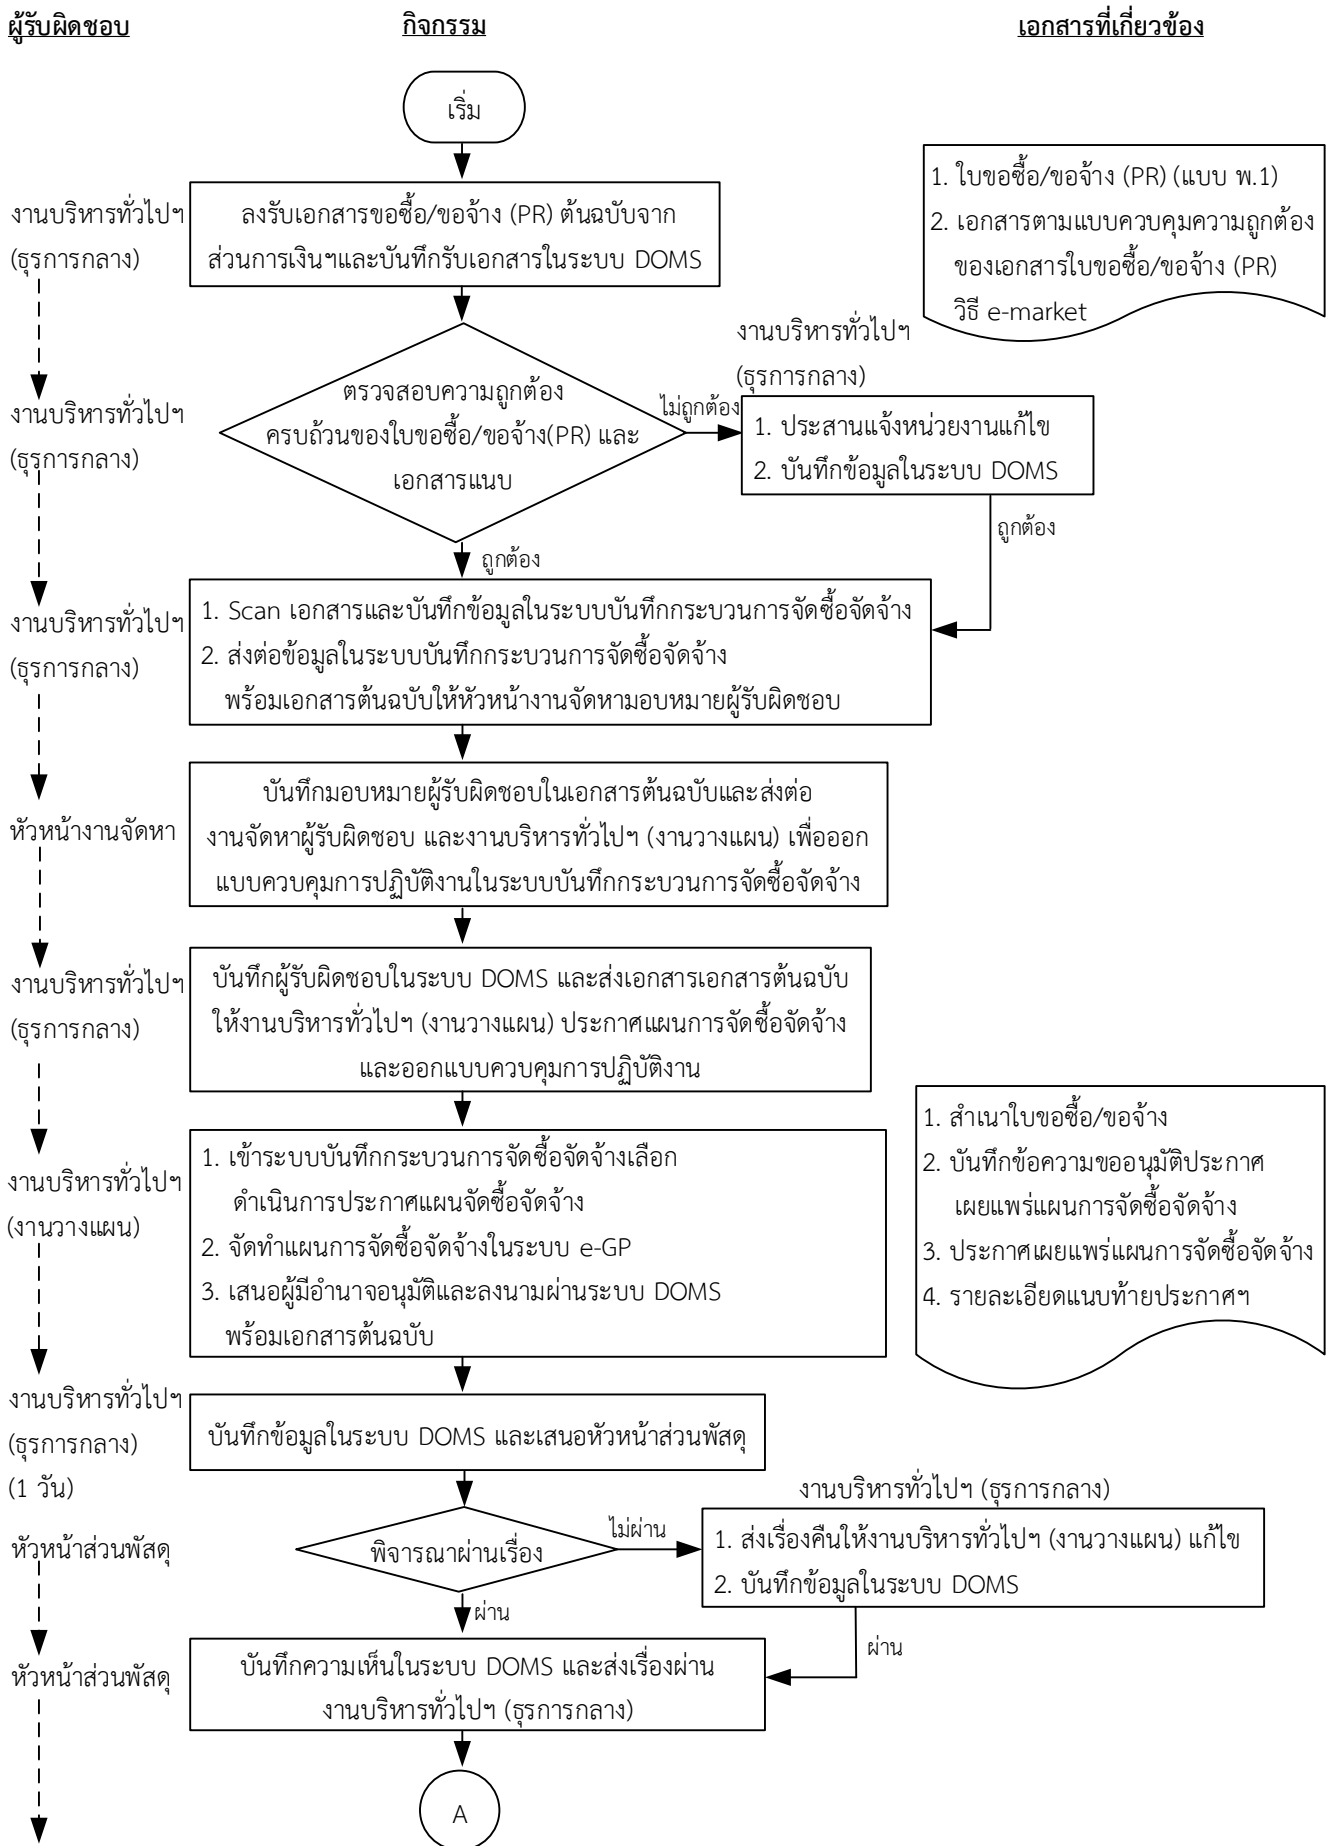 ผู้รับผิดชอบ
กิจกรรม
เอกสารที่เกี่ยวข้อง
เริ่ม
งานบริหารทั่วไปฯ
(ธุรการกลาง)
ลงรับเอกสารขอซื้อ/ขอจ้าง (PR) ต้นฉบับจาก
ส่วนการเงินฯและบันทึกรับเอกสารในระบบ DOMS
1. ใบขอซื้อ/ขอจ้าง (PR) (แบบ พ.1)
2. เอกสารตามแบบควบคุมความถูกต้อง
ของเอกสารใบขอซื้อ/ขอจ้าง (PR)
วิธี e-market
งานบริหารทั่วไปฯ
(ธุรการกลาง)
ตรวจสอบความถูกต้อง
ครบถ้วนของใบขอซื้อ/ขอจ้าง(PR) และ
เอกสารแนบ
ไม่ถูกต้อง
งานบริหารทั่วไปฯ
(ธุรการกลาง)
1. ประสานแจ้งหน่วยงานแก้ไข
2. บันทึกข้อมูลในระบบ DOMS
ถูกต้อง
ถูกต้อง
งานบริหารทั่วไปฯ
(ธุรการกลาง)
1. Scan เอกสารและบันทึกข้อมูลในระบบบันทึกกระบวนการจัดซื้อจัดจ้าง
2. ส่งต่อข้อมูลในระบบบันทึกกระบวนการจัดซื้อจัดจ้าง
พร้อมเอกสารต้นฉบับให้หัวหน้างานจัดหามอบหมายผู้รับผิดชอบ
หัวหน้างานจัดหา
บันทึกมอบหมายผู้รับผิดชอบในเอกสารต้นฉบับและส่งต่อ
งานจัดหาผู้รับผิดชอบ และงานบริหารทั่วไปฯ (งานวางแผน) เพื่อออก
แบบควบคุมการปฏิบัติงานในระบบบันทึกกระบวนการจัดซื้อจัดจ้าง
งานบริหารทั่วไปฯ
(ธุรการกลาง)
บันทึกผู้รับผิดชอบในระบบ DOMS และส่งเอกสารเอกสารต้นฉบับ
ให้งานบริหารทั่วไปฯ (งานวางแผน) ประกาศแผนการจัดซื้อจัดจ้าง
และออกแบบควบคุมการปฏิบัติงาน
งานบริหารทั่วไปฯ
(งานวางแผน)
1. เข้าระบบบันทึกกระบวนการจัดซื้อจัดจ้างเลือก
ดำเนินการประกาศแผนจัดซื้อจัดจ้าง
2. จัดทำแผนการจัดซื้อจัดจ้างในระบบ e-GP
3. เสนอผู้มีอำนาจอนุมัติและลงนามผ่านระบบ DOMS
พร้อมเอกสารต้นฉบับ
1. สำเนาใบขอซื้อ/ขอจ้าง
2. บันทึกข้อความขออนุมัติประกาศ
เผยแพร่แผนการจัดซื้อจัดจ้าง
3. ประกาศเผยแพร่แผนการจัดซื้อจัดจ้าง
4. รายละเอียดแนบท้ายประกาศฯ
งานบริหารทั่วไปฯ
(ธุรการกลาง)
(1 วัน)
บันทึกข้อมูลในระบบ DOMS และเสนอหัวหน้าส่วนพัสดุ
หัวหน้าส่วนพัสดุ
พิจารณาผ่านเรื่อง
ไม่ผ่าน
งานบริหารทั่วไปฯ (ธุรการกลาง)
1. ส่งเรื่องคืนให้งานบริหารทั่วไปฯ (งานวางแผน) แก้ไข
2. บันทึกข้อมูลในระบบ DOMS
ผ่าน
ผ่าน
หัวหน้าส่วนพัสดุ
บันทึกความเห็นในระบบ DOMS และส่งเรื่องผ่าน
งานบริหารทั่วไปฯ (ธุรการกลาง)
A